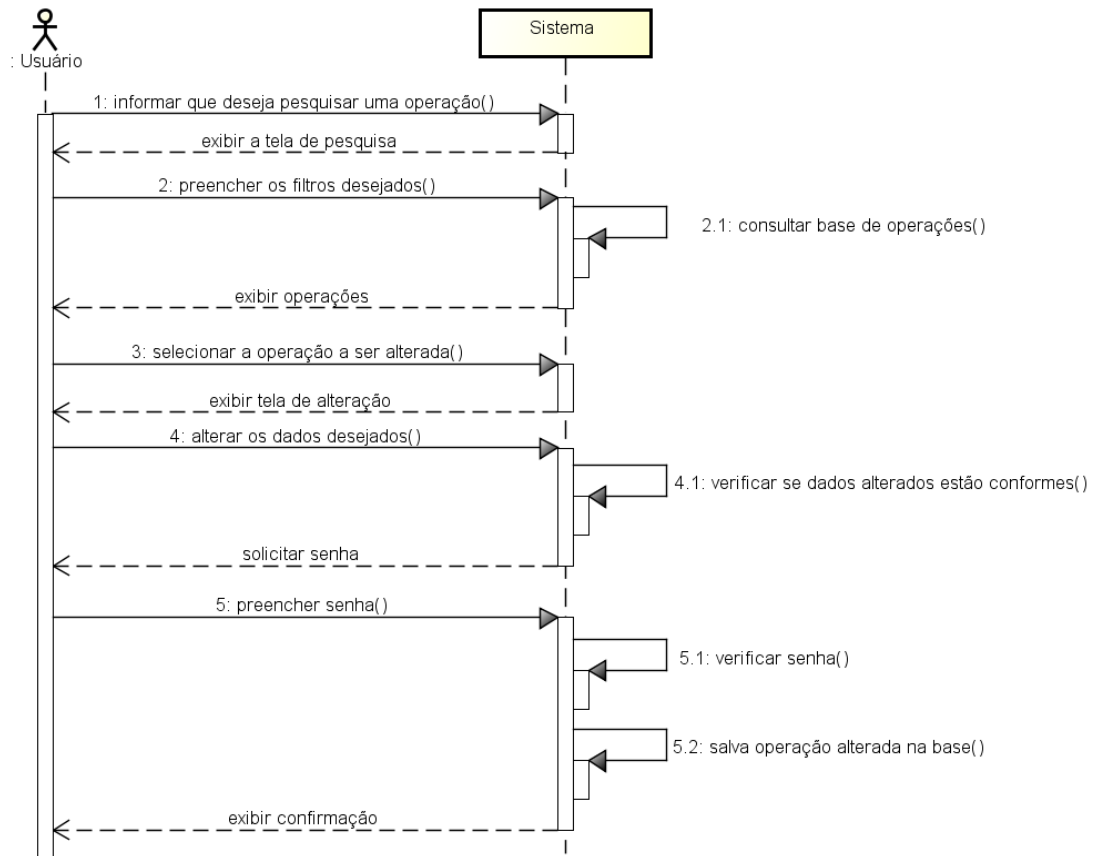 Sistema
: Usuário
1: informar que deseja pesquisar uma operação()
exibir a tela de pesquisa
2: preencher os filtros desejados()
2.1: consultar base de operações()
exibir operações
3: selecionar a operação a ser alterada()
exibir tela de alteração
4: alterar os dados desejados()
4.1: verificar se dados alterados estão conformes()
solicitar senha
5: preencher senha()
5.1: verificar senha()
5.2: salva operação alterada na base()
exibir confirmação